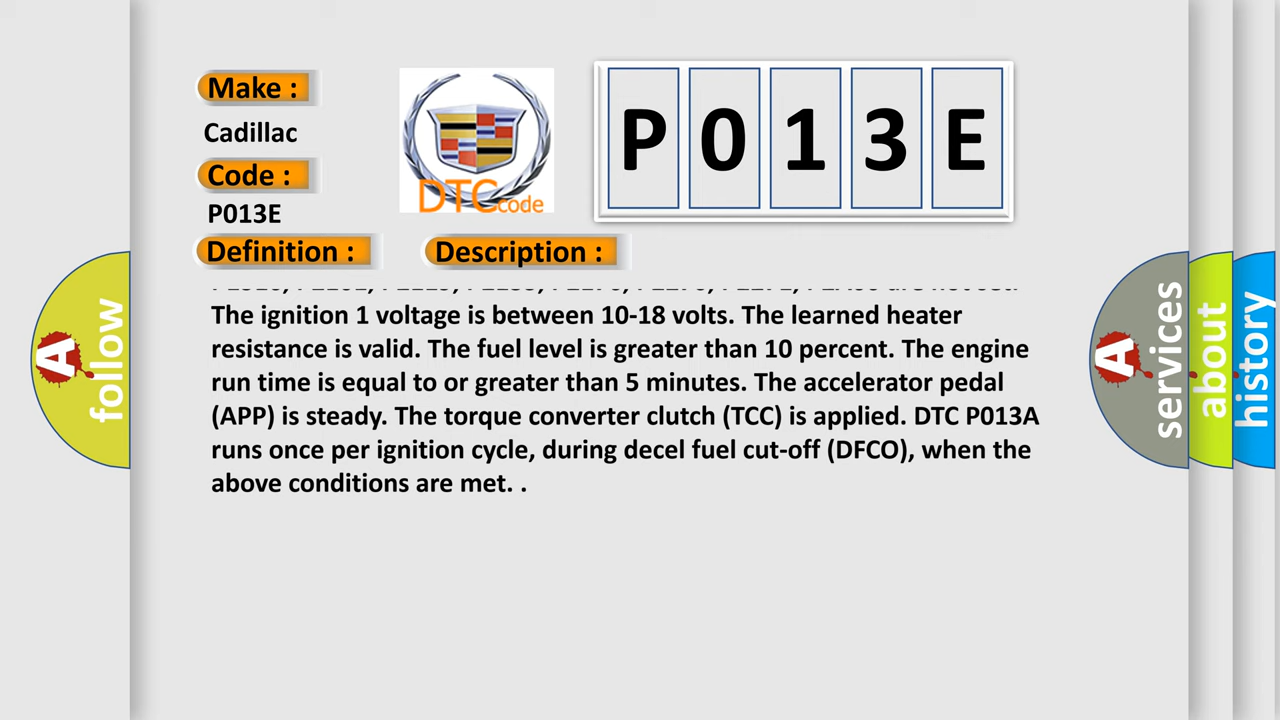 Make :
Cadillac
Code :
P013E
DTC code
P013E
Definition :
Description :
The ignition 1 voltage is between 10-18 volts. The learned heater
resistance is valid. The fuel level is greater than 10 percent. The engine
run time is equal to or greater than 5 minutes. The accelerator pedal
(APP) is steady. The torque converter clutch (TCC) is applied. DTC P013A
runs once per ignition cycle, during decel fuel cut-off (DFCO), when the
above conditions are met. .
A follow
A services
about
history